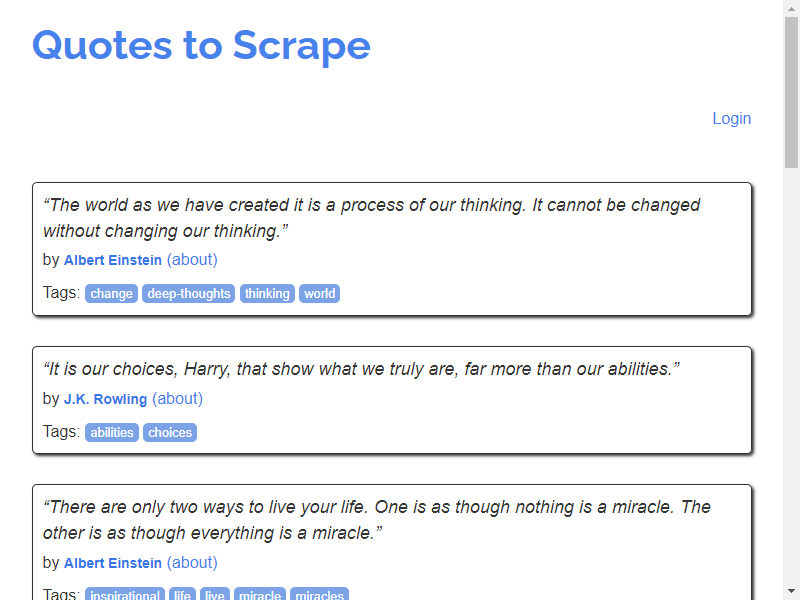 Quotes to Scrape
Login
“The world as we have created it is a process of our thinking. It cannot be changed
without changing our thinking.”
by Albert Einstein (about)
Tags: change deep-thoughts thinking world
“It is our choices, Harry, that show what we truly are, far more than our abilities.”
by J.K. Rowling (about)
Tags: abilities choices
“There are only two ways to live your life. One is as though nothing is a miracle. The
other is as though everything is a miracle.”
by Albert Einstein (about)
Tags: inspirational life live miracle miracles